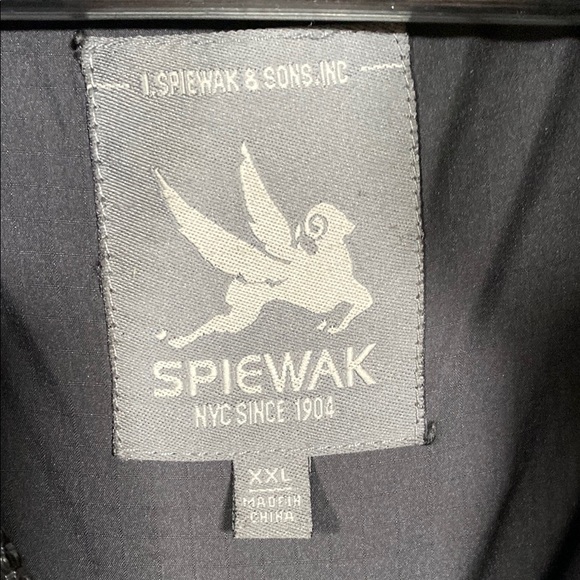 I.SPIEWAK & SONS.INC
SPIEWAK
NYC SINCE 1904
XXL
MADE IN
CHINA